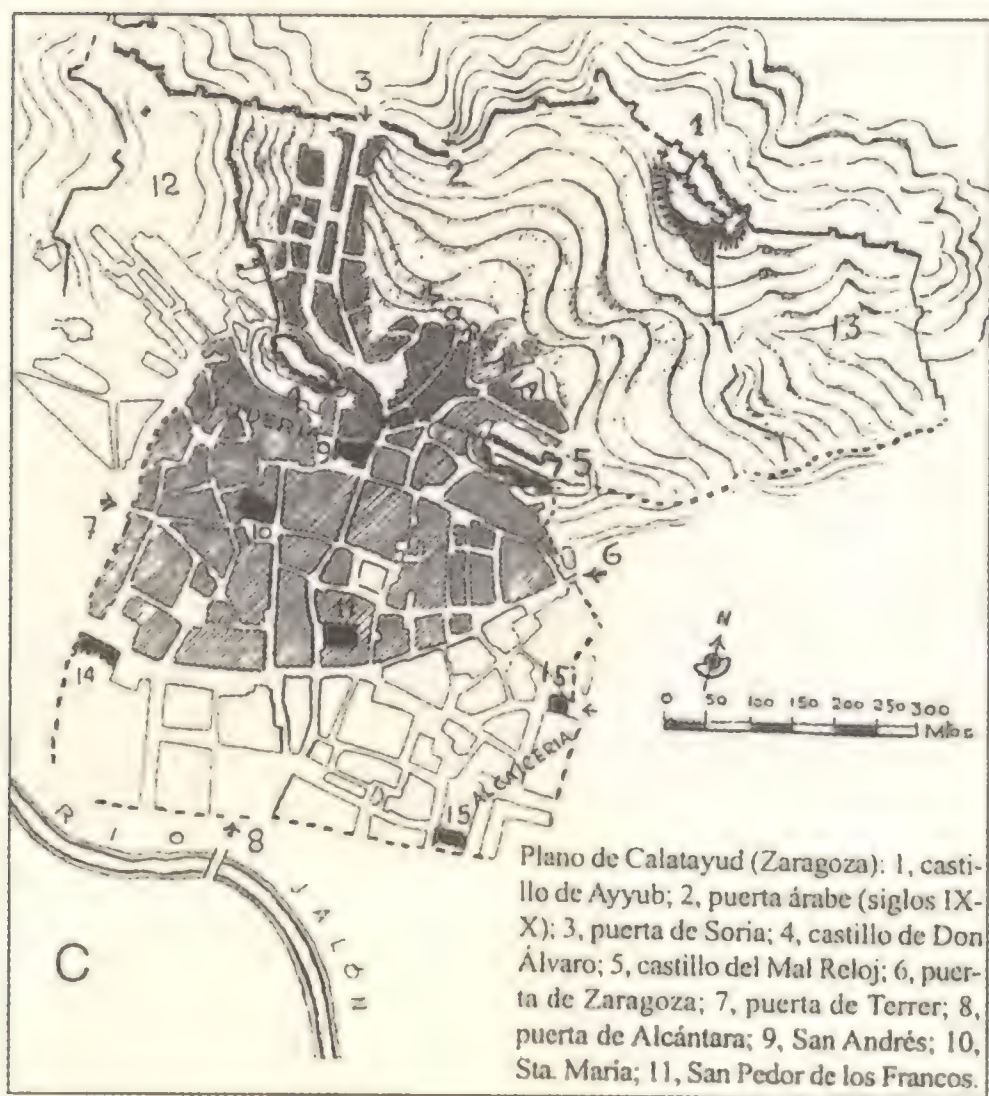 3
1
2
12
13
5
9
7
10
6
11
N
14
15
0 50 100 150 200 250 300
Mtos
ALCAICERIA
15
RIO JALÓN
8
C
Plano de Calatayud (Zaragoza): 1, casti-
llo de Ayyub; 2, puerta árabe (siglos IX-
X); 3, puerta de Soria; 4, castillo de Don
Álvaro; 5, castillo del Mal Reloj; 6, puer-
ta de Zaragoza; 7, puerta de Terrer; 8,
puerta de Alcántara; 9, San Andrés; 10,
Sta. Maria; 11, San Pedor de los Francos.